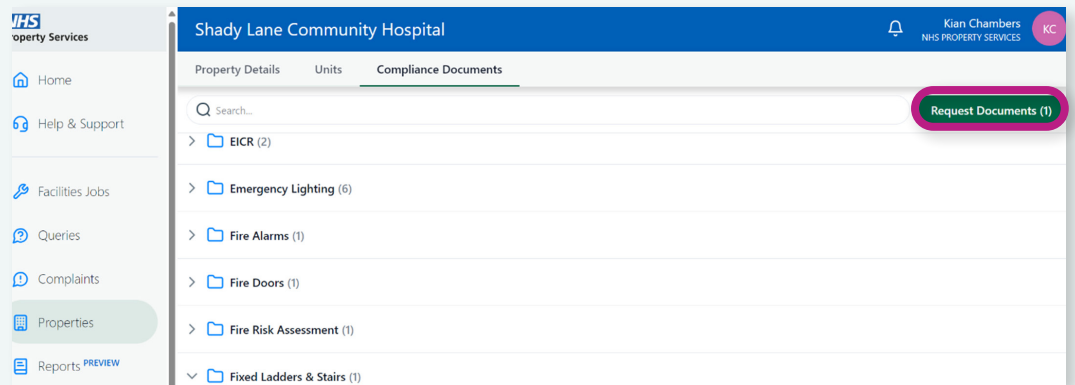 NHS
Property Services
Home
Help & Support
Facilities Jobs
Queries
Complaints
Properties
Reports PREVIEW
Shady Lane Community Hospital
Kian Chambers
NHS PROPERTY SERVICES
KC
Property Details Units Compliance Documents
Search...
Request Documents (1)
EICR (2)
Emergency Lighting (6)
Fire Alarms (1)
Fire Doors (1)
Fire Risk Assessment (1)
Fixed Ladders & Stairs (1)